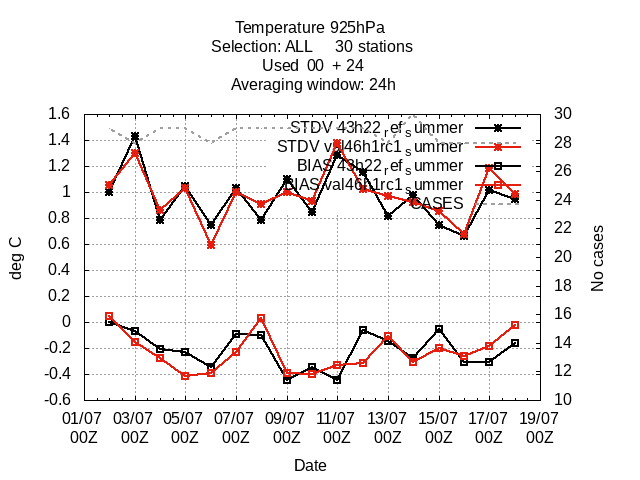 Temperature 925hPa
Selection: ALL 30 stations
Used 00 + 24
Averaging window: 24h
1.6
1.4
1.2
1
0.8
0.6
0.4
0.2
0
-0.2
-0.4
-0.6
deg C
30
28
26
24
22
20
18
16
14
12
10
No cases
STDV 43h22_ref_summer
STDV val46h1rc1_summer
BIAS 43h22_ref_summer
BIAS val46h1rc1_summer
CASES
01/07 03/07 05/07 07/07 09/07 11/07 13/07 15/07 17/07 19/07
00Z 00Z 00Z 00Z 00Z 00Z 00Z 00Z 00Z 00Z
Date